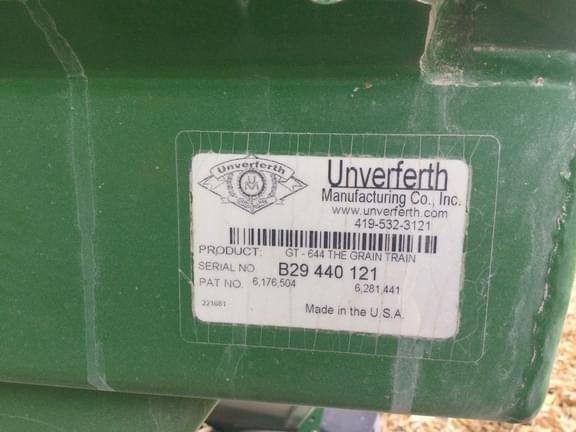 Unverferth
Unverferth
Manufacturing Co., Inc.
www.unverferth.com
419-532-3121
PRODUCT: GT - 644 THE GRAIN TRAIN
SERIAL NO B29 440 121
PAT NO. 6,176,504 6,281,441
221681
Made in the U.S.A.